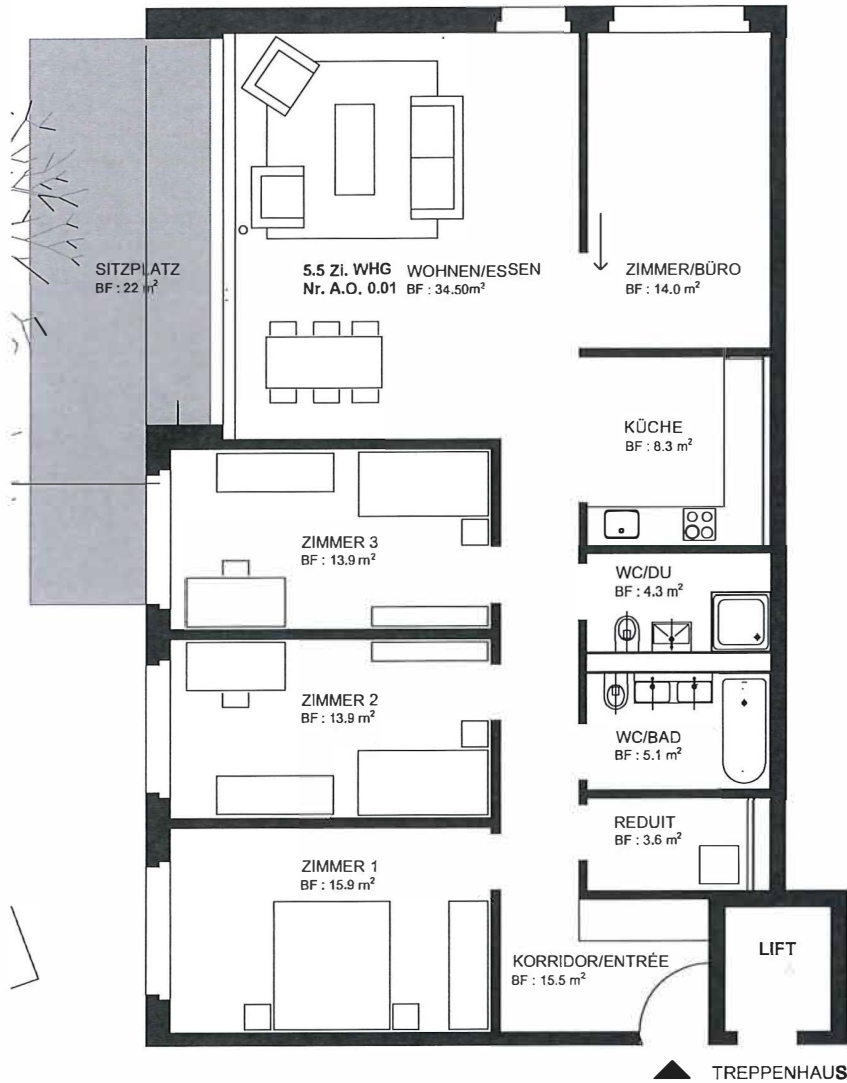 SITZPLATZ
BF : 22 m²
5.5 Zi. WHG
Nr. A.O. 0.01
WOHNEN/ESSEN
BF : 34.50m²
ZIMMER/BÜRO
BF : 14.0 m²
KÜCHE
BF : 8.3 m²
ZIMMER 3
BF : 13.9 m²
WC/DU
BF : 4.3 m²
ZIMMER 2
BF : 13.9 m²
WC/BAD
BF : 5.1 m²
REDUIT
BF : 3.6 m²
ZIMMER 1
BF : 15.9 m²
KORRIDOR/ENTRÉE
BF : 15.5 m²
LIFT
TREPPENHAUS